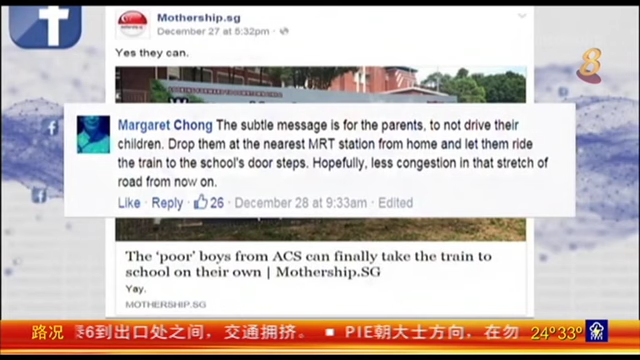 Mothership.sg
December 27 at 5:32pm
Yes they can.
8
Margaret Chong The subtle message is for the parents, to not drive their
children. Drop them at the nearest MRT station from home and let them ride
the train to the school's door steps. Hopefully, less congestion in that stretch of
road from now on.
Like · Reply · 26 · December 28 at 9:33am · Edited
The 'poor' boys from ACS can finally take the train to
school on their own | Mothership.SG
Yay.
MOTHERSHIP.SG
路况 6到出口处之间，交通拥挤。 ■ PIE朝大士方向，在勿 24°33°